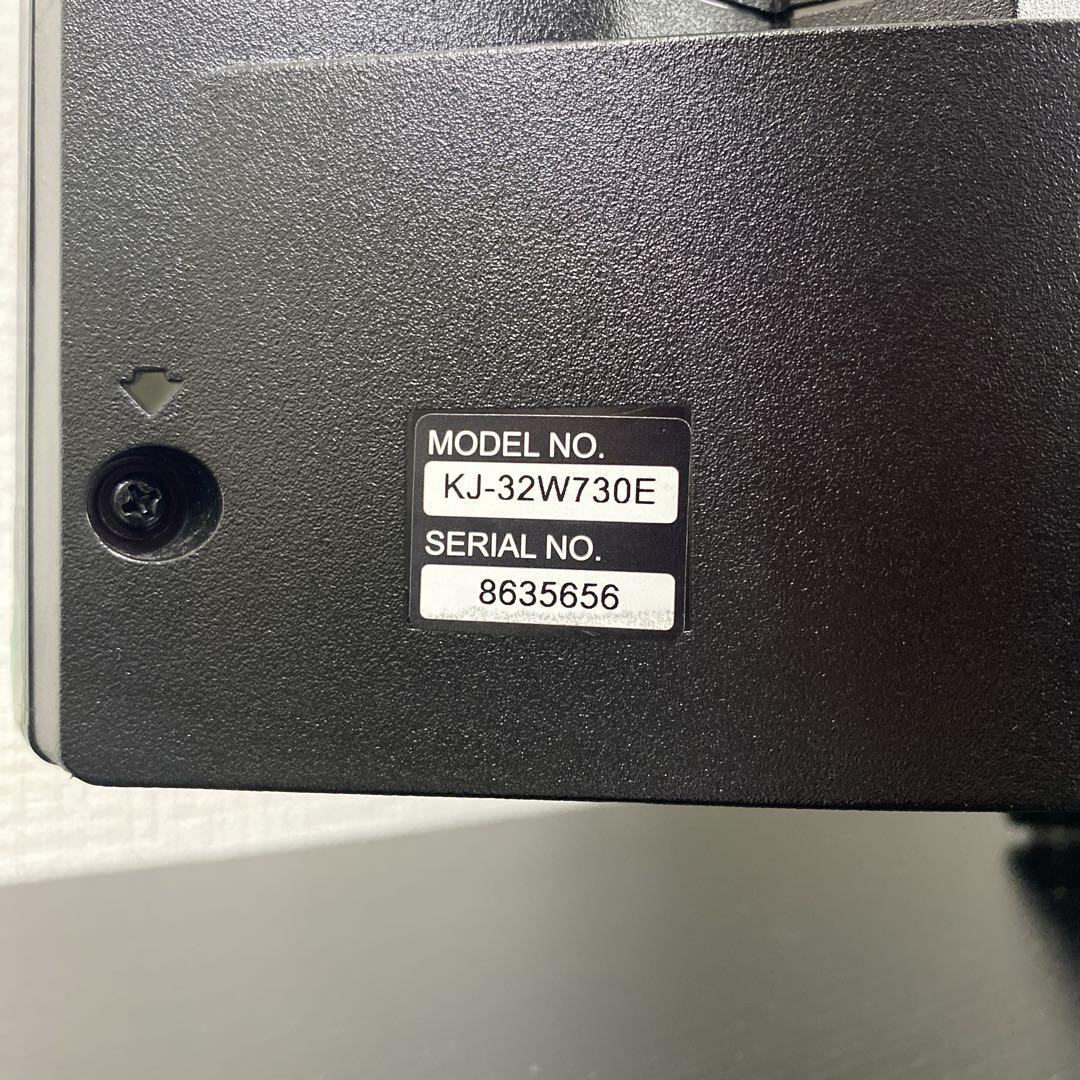 MODEL NO.
KJ-32W730E
SERIAL NO.
8635656